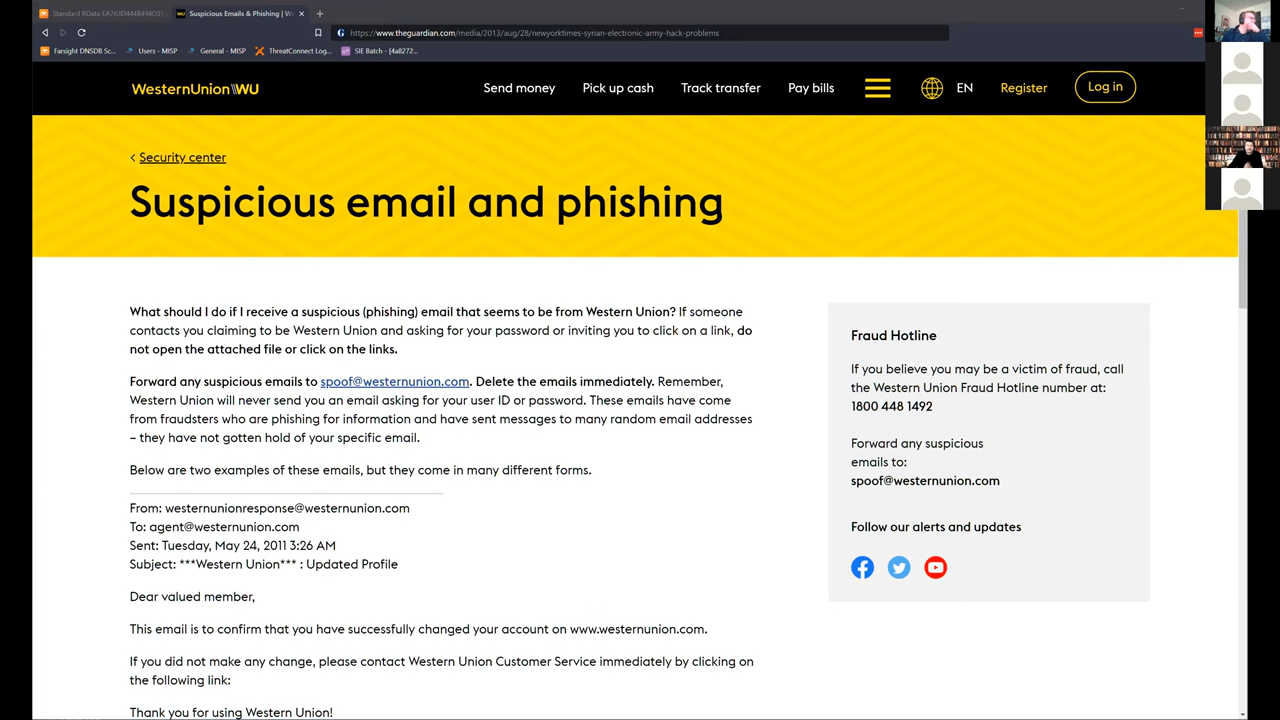 Standard RData EA763D4448494D31
Suspicious Emails & Phishing | W
https://www.theguardian.com/media/2013/aug/28/newyorktimes-syrian-electronic-army-hack-problems
Farsight DNSDB Sc... Users - MISP General - MISP ThreatConnect Log... SIE Batch - [4a8272...
WesternUnion WU Send money Pick up cash Track transfer Pay bills EN Register Log in
Security center
Suspicious email and phishing
What should I do if I receive a suspicious (phishing) email that seems to be from Western Union? If someone
contacts you claiming to be Western Union and asking for your password or inviting you to click on a link, do
not open the attached file or click on the links.
Forward any suspicious emails to spoof@westernunion.com. Delete the emails immediately. Remember,
Western Union will never send you an email asking for your user ID or password. These emails have come
from fraudsters who are phishing for information and have sent messages to many random email addresses
– they have not gotten hold of your specific email.
Below are two examples of these emails, but they come in many different forms.
From: westernunionresponse@westernunion.com
To: agent@westernunion.com
Sent: Tuesday, May 24, 2011 3:26 AM
Subject: ***Western Union*** : Updated Profile
Dear valued member,
This email is to confirm that you have successfully changed your account on www.westernunion.com.
If you did not make any change, please contact Western Union Customer Service immediately by clicking on
the following link:
Thank you for using Western Union!
Fraud Hotline
If you believe you may be a victim of fraud, call
the Western Union Fraud Hotline number at:
1800 448 1492
Forward any suspicious
emails to:
spoof@westernunion.com
Follow our alerts and updates